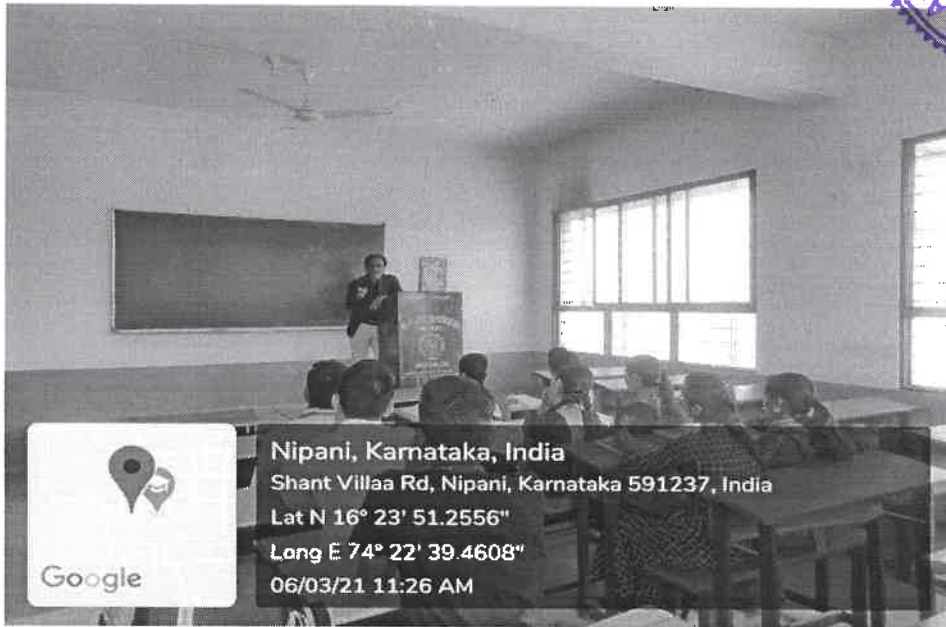 Nipani, Karnataka, India
Shant Villaa Rd, Nipani, Karnataka 591237, India
Lat N 16° 23' 51.2556"
Long E 74° 22' 39.4608"
06/03/21 11:26 AM
Google